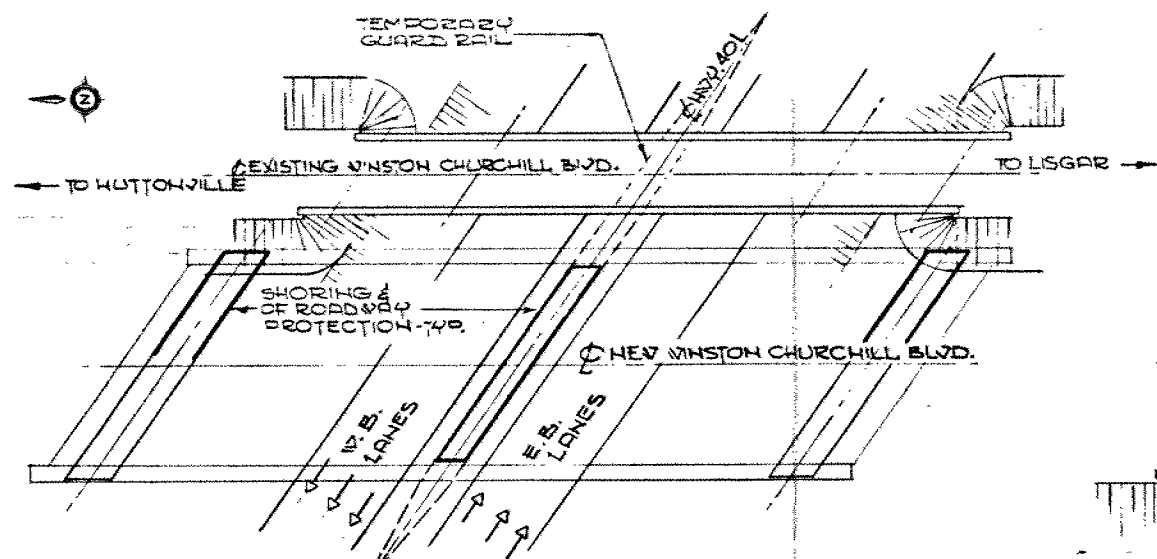 TEMPORARY
GUARD RAIL
℄ HWY. 401
Z
℄ EXISTING WINSTON CHURCHILL BLVD.
TO HUTTONVILLE
TO LISGAR
SHORING &
OF ROADWAY
PROTECTION-TYP.
℄ NEW WINSTON CHURCHILL BLVD.
W. B.
LANES
E. B.
LANES